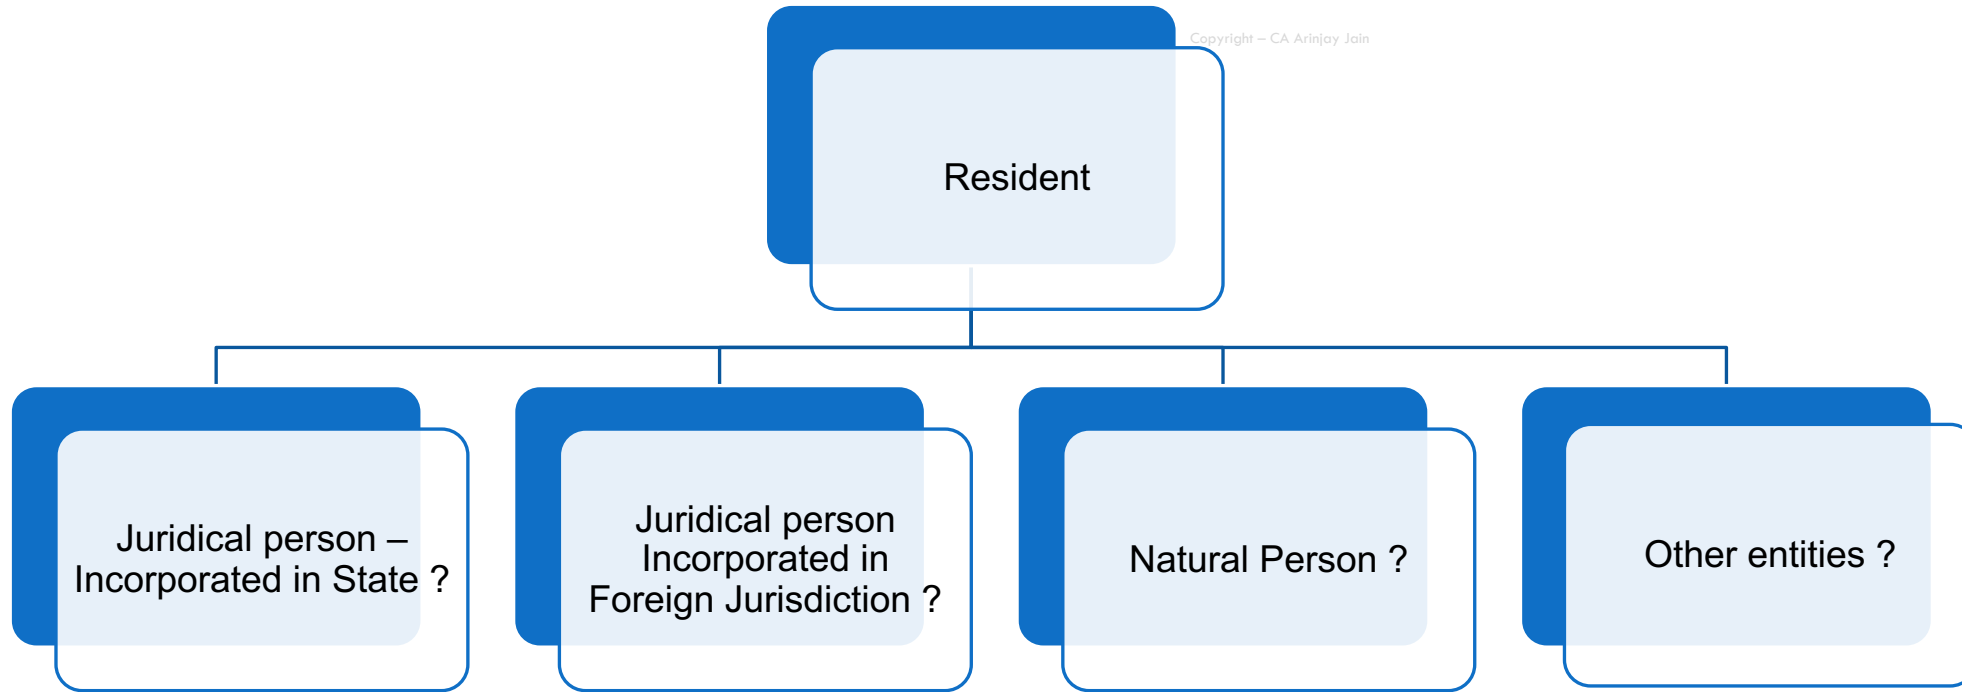 Copyright – CA Arinjay Jain
Resident
Juridical person –
Incorporated in State ?
Juridical person
Incorporated in
Foreign Jurisdiction ?
Natural Person ?
Other entities ?